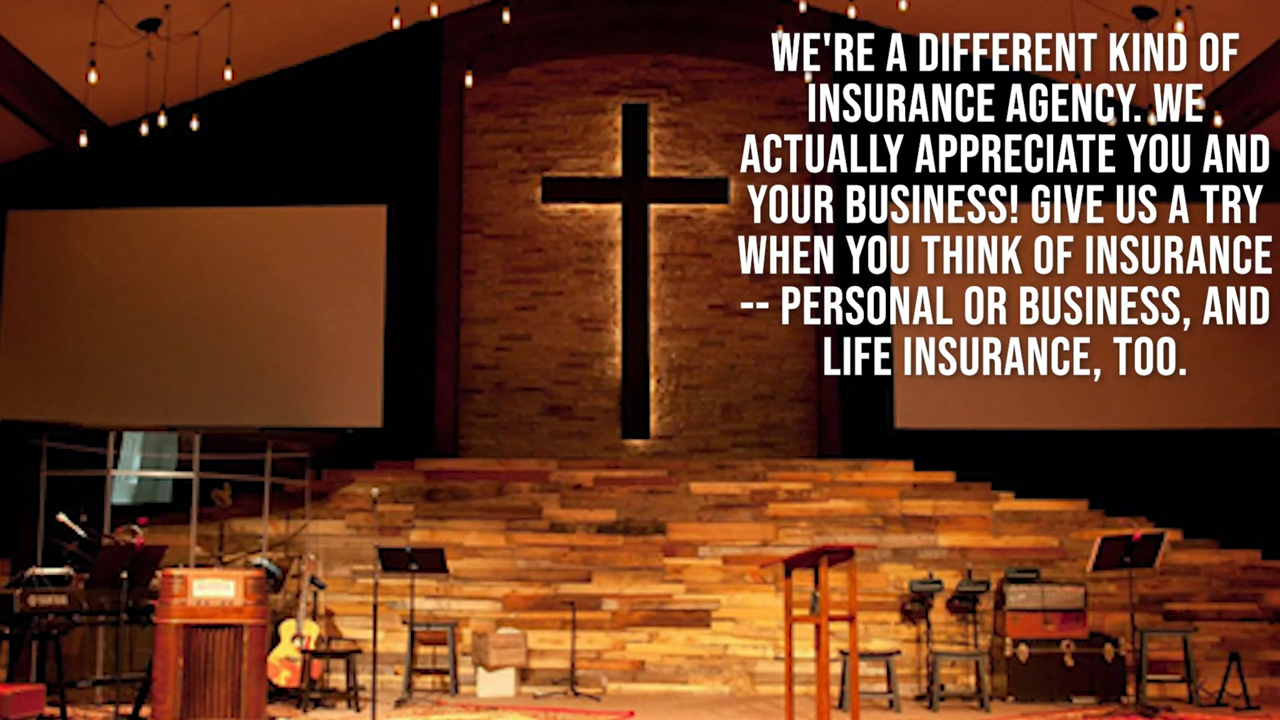 WE'RE A DIFFERENT KIND OF
INSURANCE AGENCY. WE
ACTUALLY APPRECIATE YOU AND
YOUR BUSINESS! GIVE US A TRY
WHEN YOU THINK OF INSURANCE
-- PERSONAL OR BUSINESS, AND
LIFE INSURANCE, TOO.